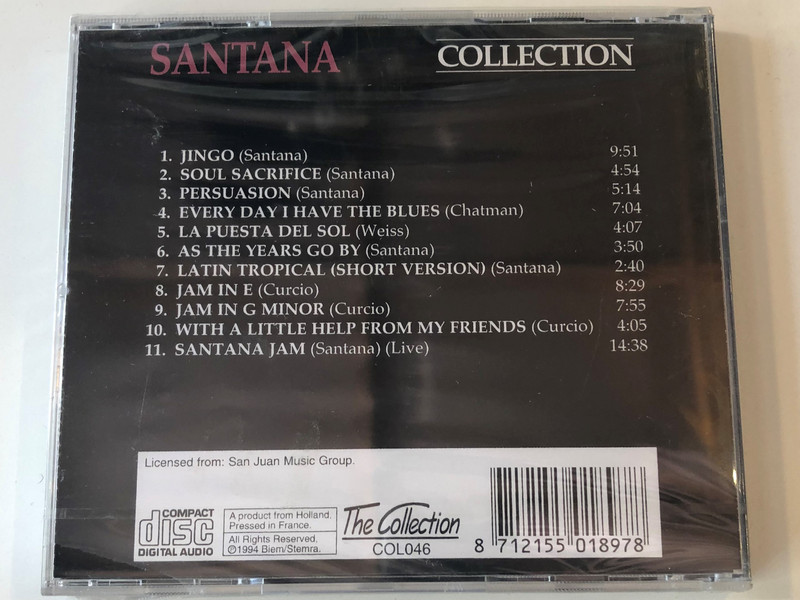 SANTANA COLLECTION
1. JINGO (Santana) 9:51
2. SOUL SACRIFICE (Santana) 4:54
3. PERSUASION (Santana) 5:14
4. EVERY DAY I HAVE THE BLUES (Chatman) 7:04
5. LA PUESTA DEL SOL (Weiss) 4:07
6. AS THE YEARS GO BY (Santana) 3:50
7. LATIN TROPICAL (SHORT VERSION) (Santana) 2:40
8. JAM IN E (Curcio) 8:29
9. JAM IN G MINOR (Curcio) 7:55
10. WITH A LITTLE HELP FROM MY FRIENDS (Curcio) 4:05
11. SANTANA JAM (Santana) (Live) 14:38
Licensed from: San Juan Music Group.
COMPACT
disc
DIGITAL AUDIO
A product from Holland.
Pressed in France.
All Rights Reserved.
℗1994 Biem/Stemra.
The Collection
COL046
8 712155 018978